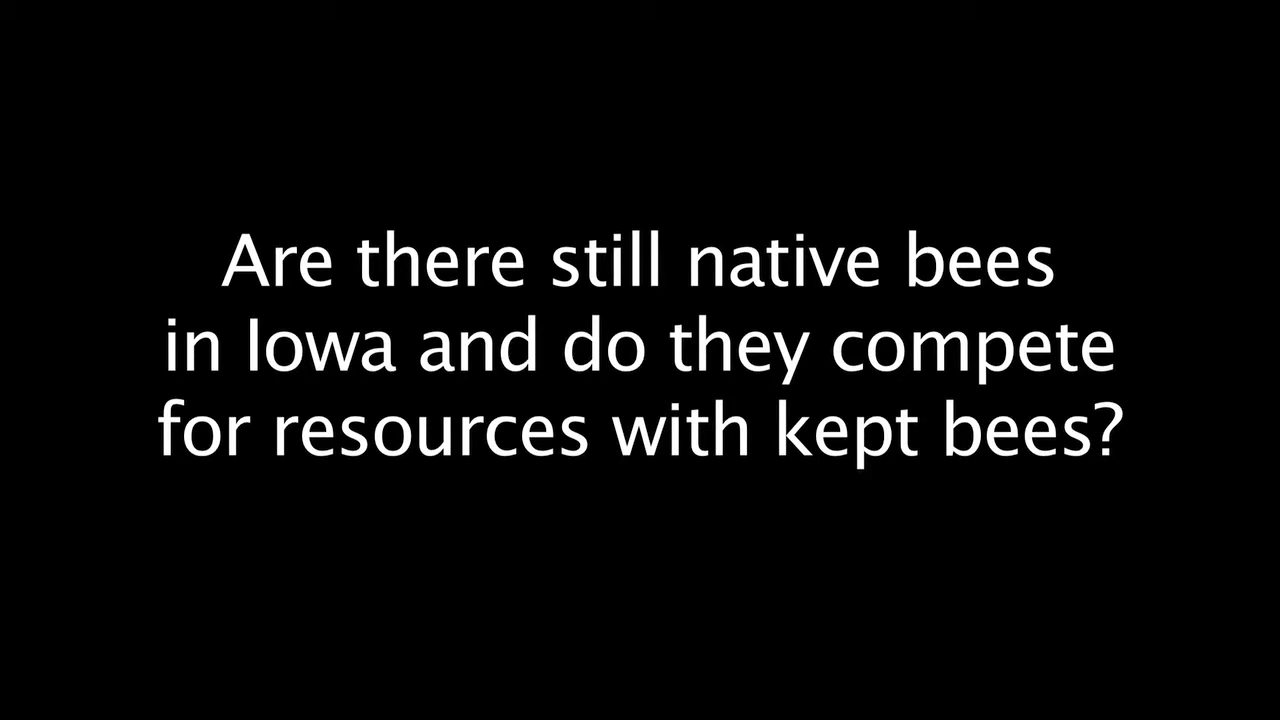 Are there still native bees
in Iowa and do they compete
for resources with kept bees?